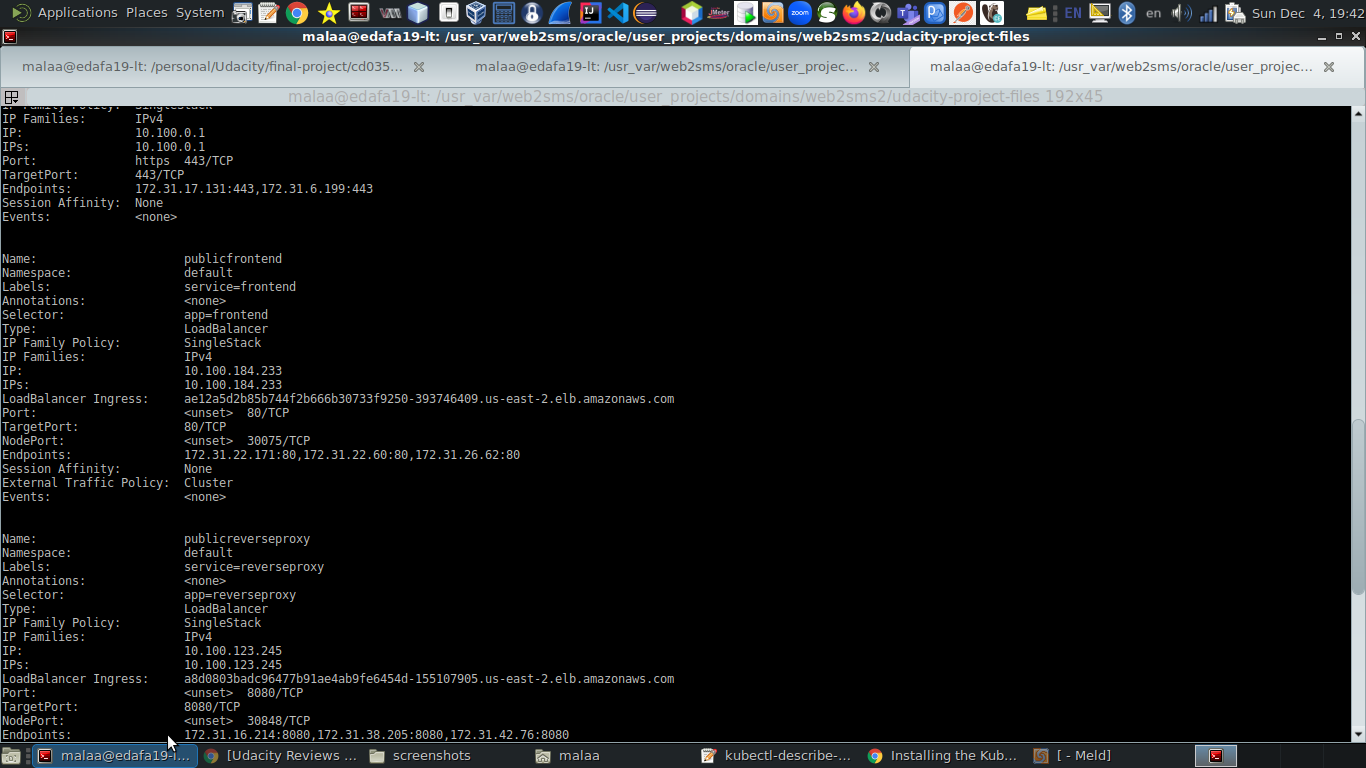 Applications Places System
EN
en
Sun Dec 4, 19:42
malaa@edafa19-lt: /usr_var/web2sms/oracle/user_projects/domains/web2sms2/udacity-project-files
malaa@edafa19-lt: /personal/Udacity/final-project/cd035...
malaa@edafa19-lt: /usr_var/web2sms/oracle/user_projec...
malaa@edafa19-lt: /usr_var/web2sms/oracle/user_projec...
malaa@edafa19-lt: /usr_var/web2sms/oracle/user_projects/domains/web2sms2/udacity-project-files 192x45
IP Family Policy: SingleStack
IP Families: IPv4
IP: 10.100.0.1
IPs: 10.100.0.1
Port: https 443/TCP
TargetPort: 443/TCP
Endpoints: 172.31.17.131:443,172.31.6.199:443
Session Affinity: None
Events: <none>
Name: publicfrontend
Namespace: default
Labels: service=frontend
Annotations: <none>
Selector: app=frontend
Type: LoadBalancer
IP Family Policy: SingleStack
IP Families: IPv4
IP: 10.100.184.233
IPs: 10.100.184.233
LoadBalancer Ingress: ae12a5d2b85b744f2b666b30733f9250-393746409.us-east-2.elb.amazonaws.com
Port: <unset> 80/TCP
TargetPort: 80/TCP
NodePort: <unset> 30075/TCP
Endpoints: 172.31.22.171:80,172.31.22.60:80,172.31.26.62:80
Session Affinity: None
External Traffic Policy: Cluster
Events: <none>
Name: publicreverseproxy
Namespace: default
Labels: service=reverseproxy
Annotations: <none>
Selector: app=reverseproxy
Type: LoadBalancer
IP Family Policy: SingleStack
IP Families: IPv4
IP: 10.100.123.245
IPs: 10.100.123.245
LoadBalancer Ingress: a8d0803badc96477b91ae4ab9fe6454d-155107905.us-east-2.elb.amazonaws.com
Port: <unset> 8080/TCP
TargetPort: 8080/TCP
NodePort: <unset> 30848/TCP
Endpoints: 172.31.16.214:8080,172.31.38.205:8080,172.31.42.76:8080
malaa@edafa19-l...
[Udacity Reviews ...
screenshots
malaa
kubectl-describe-...
Installing the Kub...
[ - Meld]